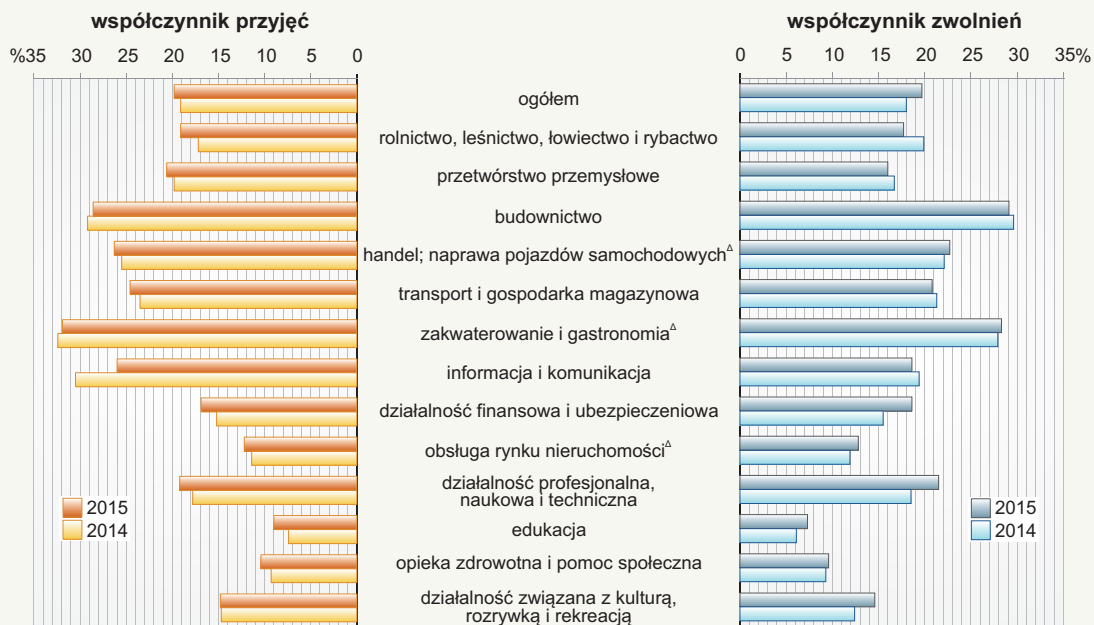 współczynnik przyjęć
współczynnik zwolnień
%35 30 25 20 15 10 5 0
0 5 10 15 20 25 30 35%
ogółem
rolnictwo, leśnictwo, łowiectwo i rybactwo
przetwórstwo przemysłowe
budownictwo
handel; naprawa pojazdów samochodowych^Δ
transport i gospodarka magazynowa
zakwaterowanie i gastronomia^Δ
informacja i komunikacja
działalność finansowa i ubezpieczeniowa
obsługa rynku nieruchomości^Δ
działalność profesjonalna,
naukowa i techniczna
edukacja
opieka zdrowotna i pomoc społeczna
działalność związana z kulturą,
rozrywką i rekreacją
2015
2014
2015
2014